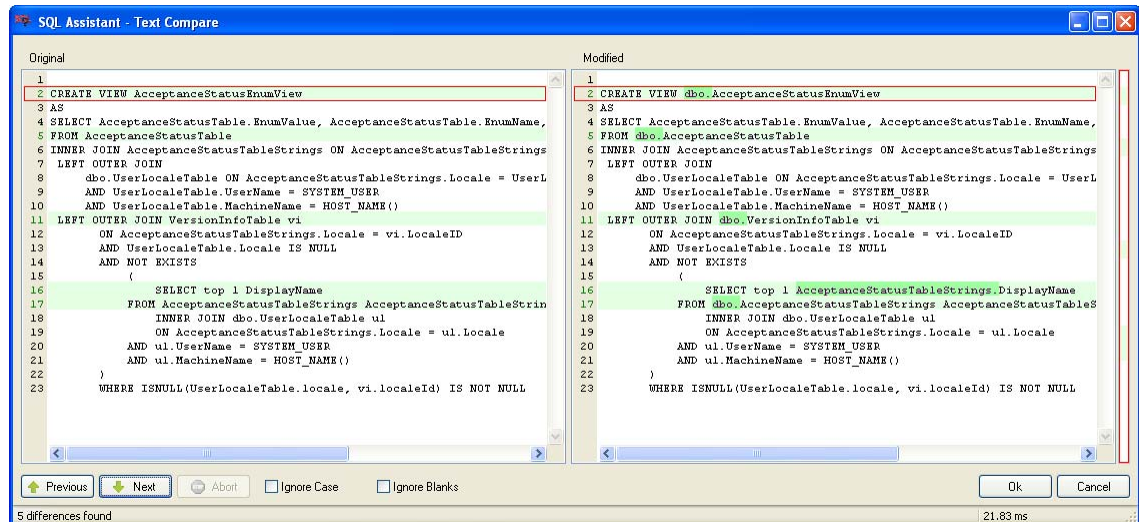 SQL Assistant - Text Compare
Original
1
2 CREATE VIEW AcceptanceStatusEnumView
3 AS
4 SELECT AcceptanceStatusTable.EnumValue, AcceptanceStatusTable.EnumName,
5 FROM AcceptanceStatusTable
6 INNER JOIN AcceptanceStatusTableStrings ON AcceptanceStatusTableStrings
7 LEFT OUTER JOIN
8 dbo.UserLocaleTable ON AcceptanceStatusTableStrings.Locale = UserL
9 AND UserLocaleTable.UserName = SYSTEM_USER
10 AND UserLocaleTable.MachineName = HOST_NAME()
11 LEFT OUTER JOIN VersionInfoTable vi
12 ON AcceptanceStatusTableStrings.Locale = vi.LocaleID
13 AND UserLocaleTable.Locale IS NULL
14 AND NOT EXISTS
15 (
16 SELECT top 1 DisplayName
17 FROM AcceptanceStatusTableStrings AcceptanceStatusTableStrin
18 INNER JOIN dbo.UserLocaleTable ul
19 ON AcceptanceStatusTableStrings.Locale = ul.Locale
20 AND ul.UserName = SYSTEM_USER
21 AND ul.MachineName = HOST_NAME()
22 )
23 WHERE ISNULL(UserLocaleTable.locale, vi.localeId) IS NOT NULL
Modified
1
2 CREATE VIEW dbo.AcceptanceStatusEnumView
3 AS
4 SELECT AcceptanceStatusTable.EnumValue, AcceptanceStatusTable.EnumName,
5 FROM dbo.AcceptanceStatusTable
6 INNER JOIN AcceptanceStatusTableStrings ON AcceptanceStatusTableStrings
7 LEFT OUTER JOIN
8 dbo.UserLocaleTable ON AcceptanceStatusTableStrings.Locale = UserL
9 AND UserLocaleTable.UserName = SYSTEM_USER
10 AND UserLocaleTable.MachineName = HOST_NAME()
11 LEFT OUTER JOIN dbo.VersionInfoTable vi
12 ON AcceptanceStatusTableStrings.Locale = vi.LocaleID
13 AND UserLocaleTable.Locale IS NULL
14 AND NOT EXISTS
15 (
16 SELECT top 1 AcceptanceStatusTableStrings.DisplayName
17 FROM dbo.AcceptanceStatusTableStrings AcceptanceStatusTableS
18 INNER JOIN dbo.UserLocaleTable ul
19 ON AcceptanceStatusTableStrings.Locale = ul.Locale
20 AND ul.UserName = SYSTEM_USER
21 AND ul.MachineName = HOST_NAME()
22 )
23 WHERE ISNULL(UserLocaleTable.locale, vi.localeId) IS NOT NULL
Previous Next Abort Ignore Case Ignore Blanks Ok Cancel
5 differences found 21.83 ms